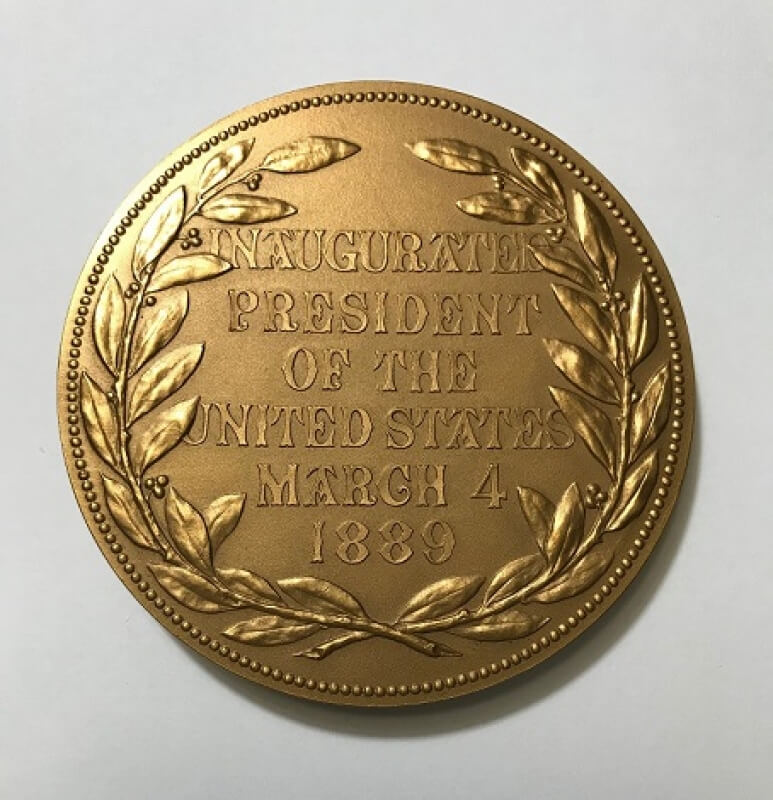 INAUGURATED
PRESIDENT
OF THE
UNITED STATES
MARCH 4
1889